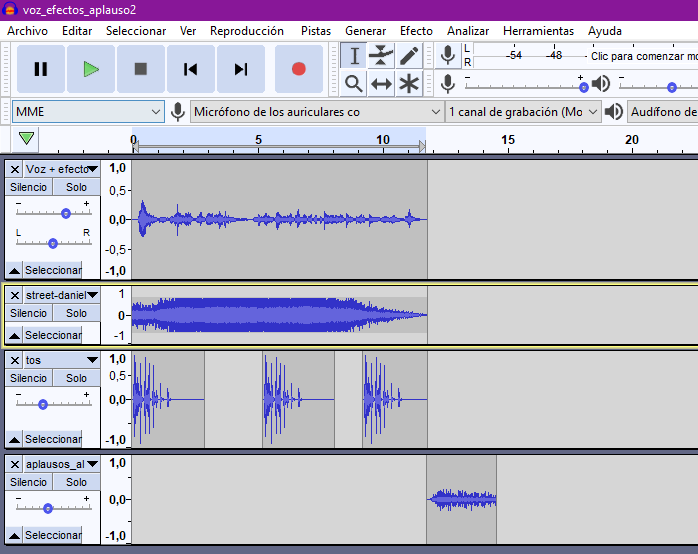 voz_efectos_aplauso2
Archivo Editar Seleccionar Ver Reproducción Pistas Generar Efecto Analizar Herramientas Ayuda
L
R
-54 -48 Clic para comenzar mo
- +
-
MME Micrófono de los auriculares co 1 canal de grabación (Mo Audífono de
0 5 10 15 20
Voz + efecto
Silencio Solo
- +
L R
Seleccionar
1,0
0,5
0,0
-0,5
-1,0
street-daniel
Silencio Solo
Seleccionar
1
0
-1
tos
Silencio Solo
- +
Seleccionar
1,0
0,5
0,0
-1,0
aplausos_al
Silencio Solo
- +
Seleccionar
1,0
0,0
-1,0